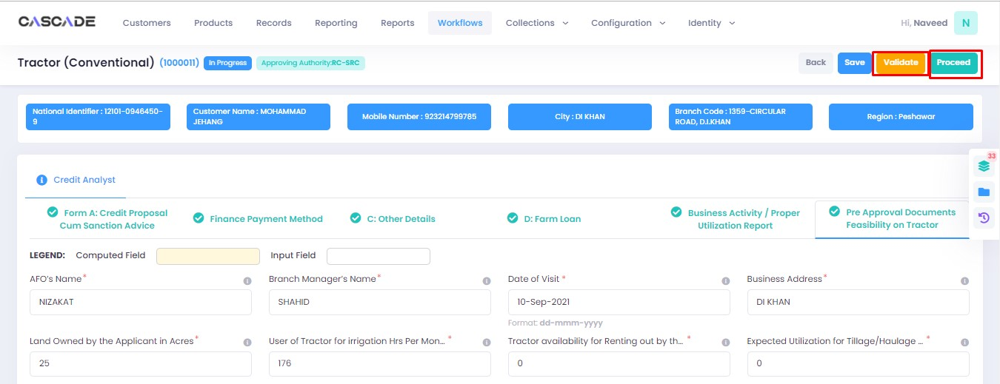 CASCADE Customers Products Records Reporting Reports Workflows Collections Configuration Identity Hi, Naveed N
Tractor (Conventional) (1000011) In Progress Approving Authority:RC-SRC Back Save Validate Proceed
National Identifier : 12101-0946450-
9
Customer Name : MOHAMMAD
JEHANG
Mobile Number : 923214799785
City : DI KHAN
Branch Code : 1359-CIRCULAR
ROAD, D.I.KHAN
Region : Peshawar
33
Credit Analyst
Form A: Credit Proposal
Cum Sanction Advice
Finance Payment Method
C: Other Details
D: Farm Loan
Business Activity / Proper
Utilization Report
Pre Approval Documents
Feasibility on Tractor
LEGEND: Computed Field Input Field
AFO's Name* Branch Manager's Name* Date of Visit * Business Address*
NIZAKAT SHAHID 10-Sep-2021 DI KHAN
Format: dd-mmm-yyyy
Land Owned by the Applicant in Acres* User of Tractor for irrigation Hrs Per Mon... * Tractor availability for Renting out by th... * Expected Utilization for Tillage/Haulage ... *
25 176 0 0